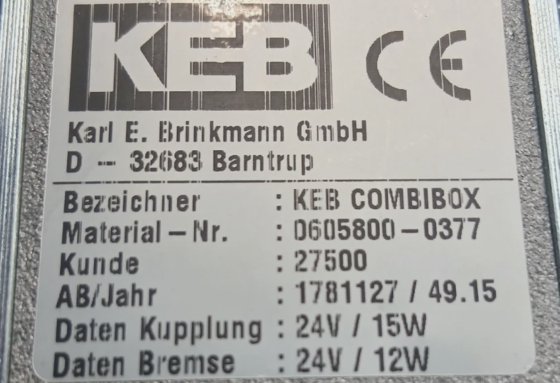 KEB CE
Karl E. Brinkmann GmbH
D -- 32683 Barntrup
Bezeichner : KEB COMBIBOX
Material-Nr. : 0605800-0377
Kunde : 27500
AB/Jahr : 1781127 / 49.15
Daten Kupplung : 24V / 15W
Daten Bremse : 24V / 12W